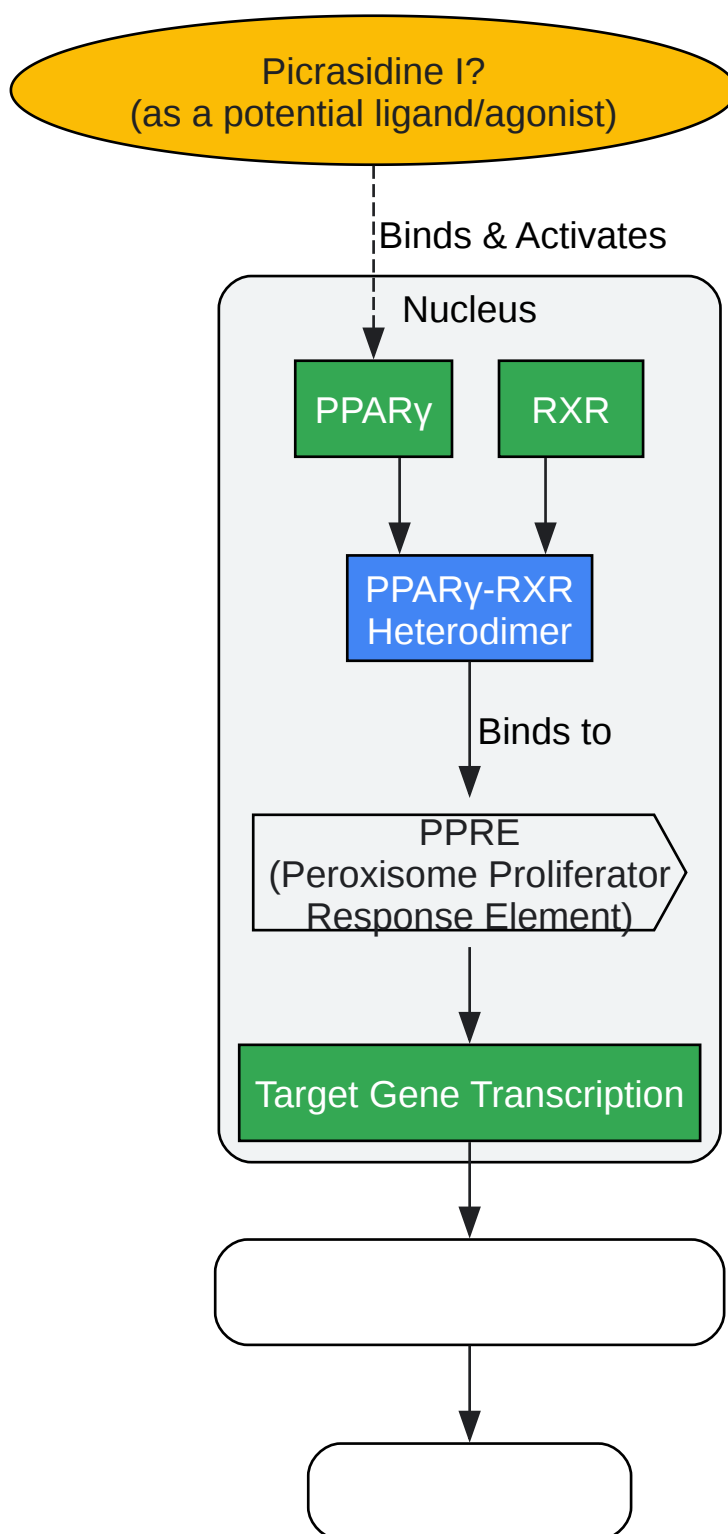 Picrasidine I?
(as a potential ligand/agonist)
Binds & Activates
Nucleus
PPARγ
RXR
PPARγ-RXR
Heterodimer
Binds to
PPRE
(Peroxisome Proliferator
Response Element)
Target Gene Transcription